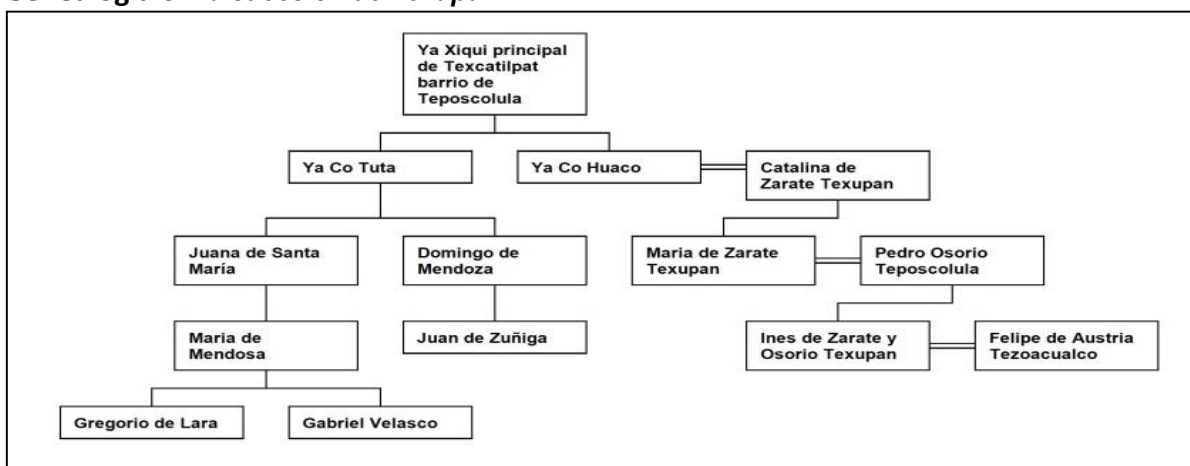 Ya Xiqui principal
de Texcatilpat
barrio de
Teposcolula
Ya Co Tuta
Ya Co Huaco
Catalina de
Zarate Texupan
Juana de Santa
María
Domingo de
Mendoza
Maria de Zarate
Texupan
Pedro Osorio
Teposcolula
Maria de
Mendosa
Juan de Zuñiga
Ines de Zarate y
Osorio Texupan
Felipe de Austria
Tezoacualco
Gregorio de Lara
Gabriel Velasco